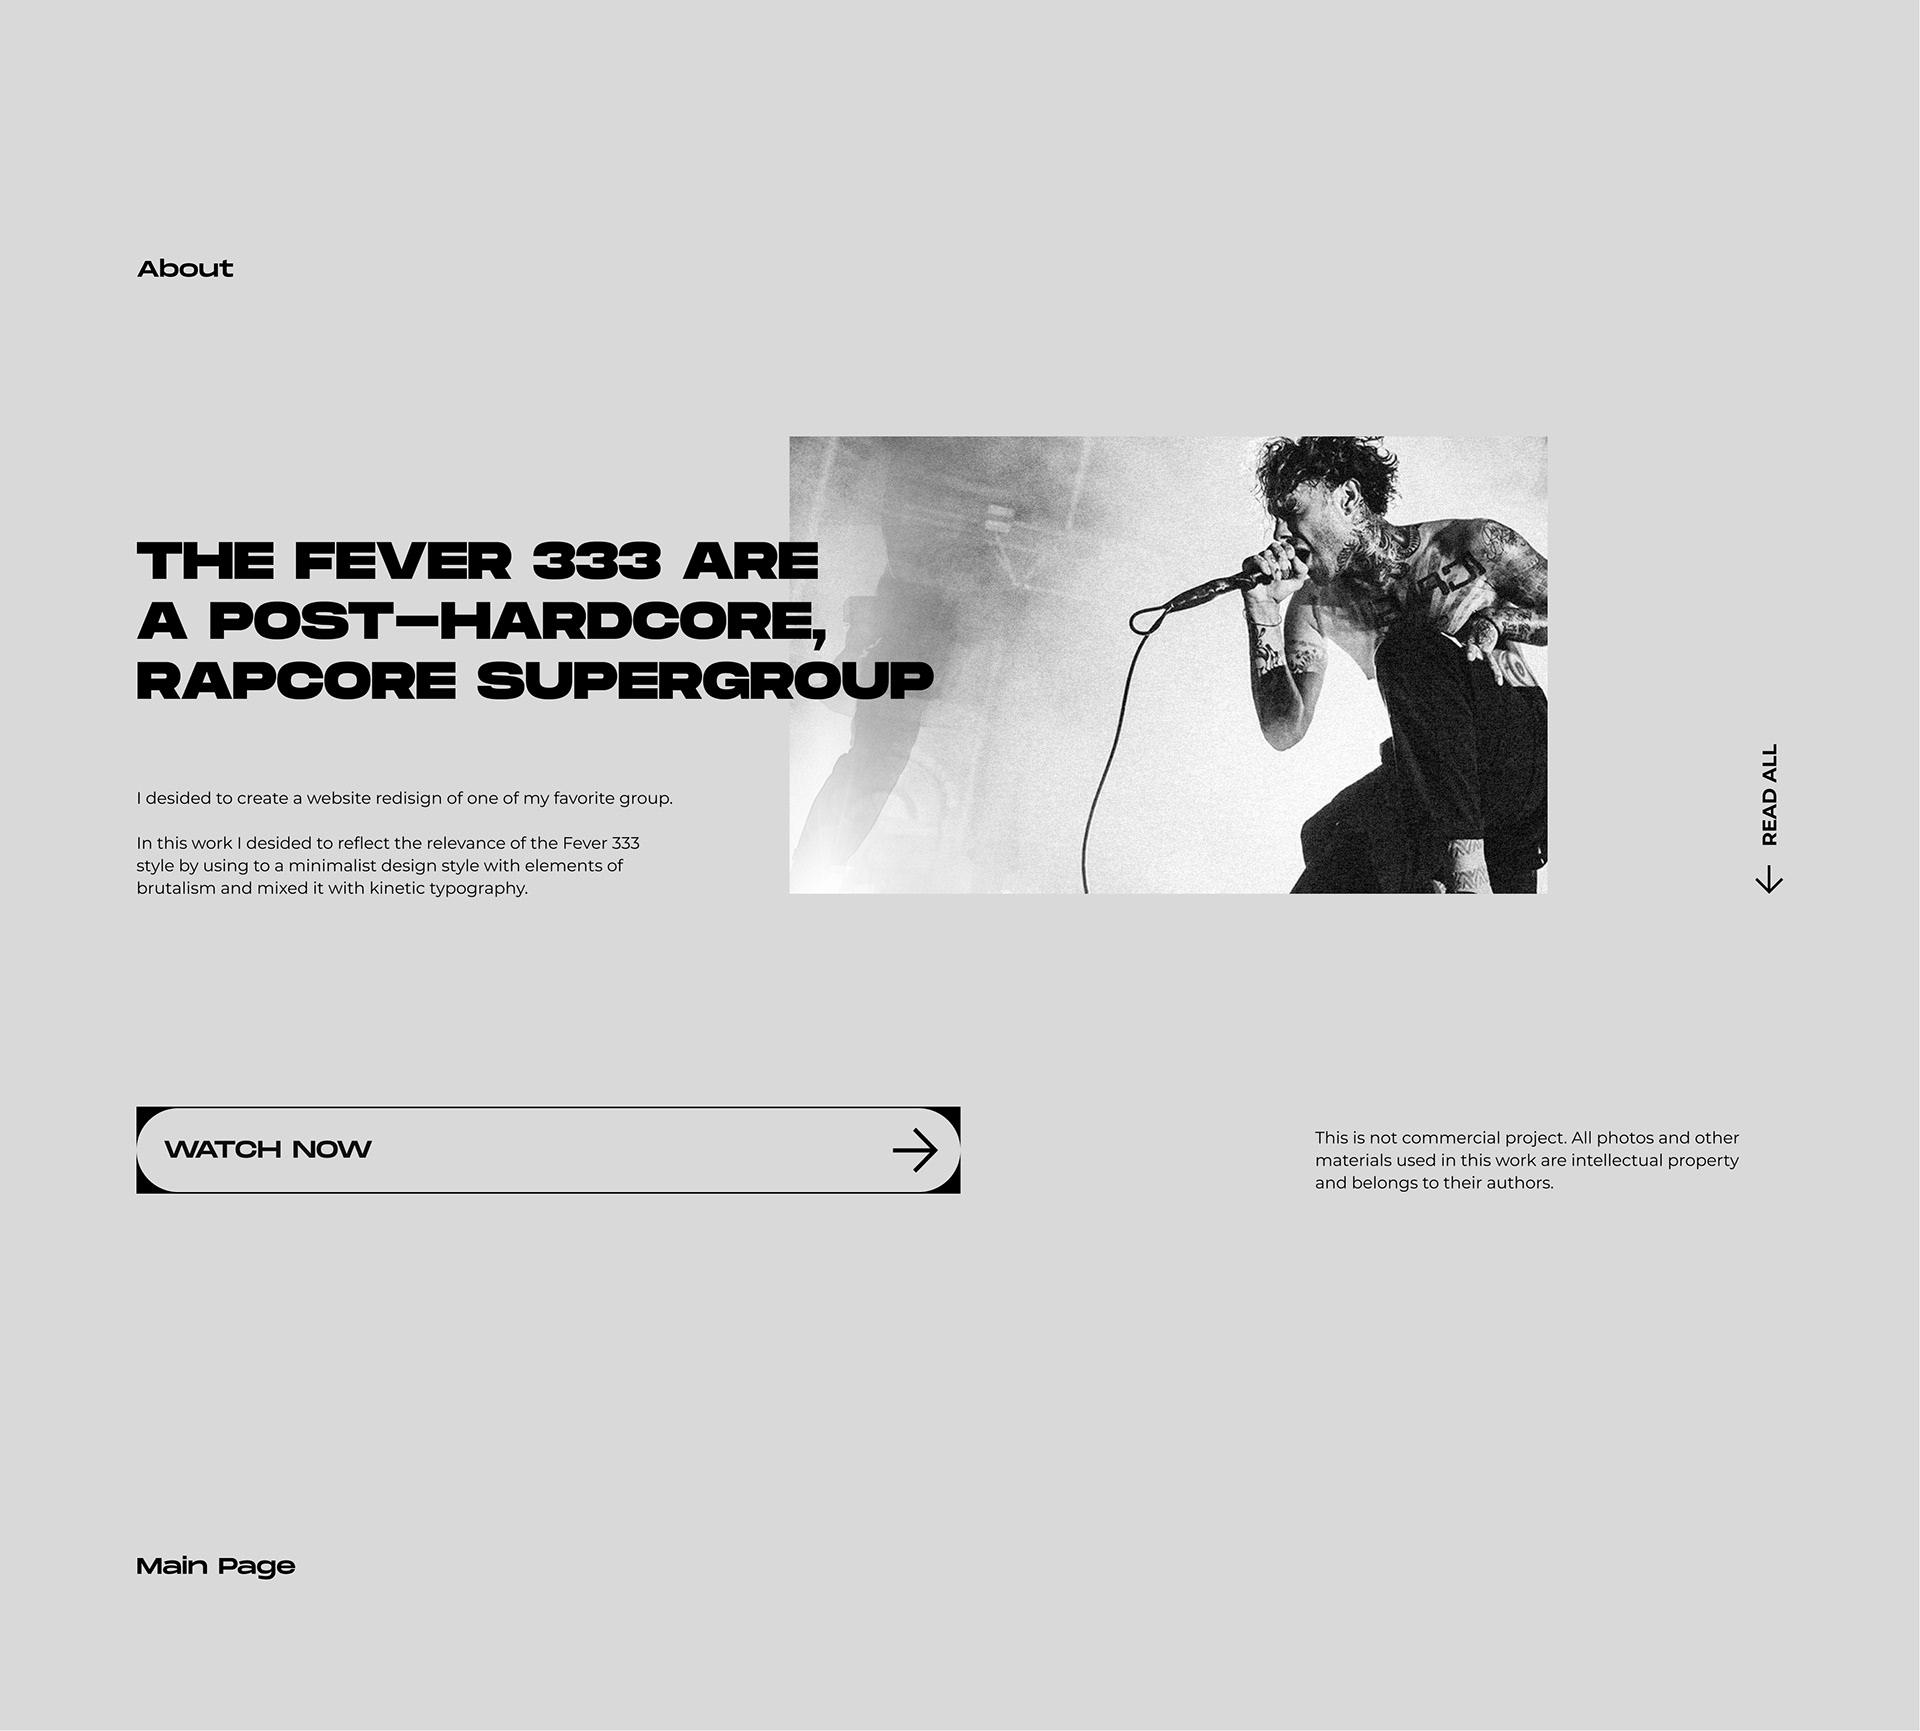 About
THE FEVER 333 ARE
A POST—HARDCORE,
RAPCORE SUPERGROUP
I desided to create a website redisign of one of my favorite group.
In this work I desided to reflect the relevance of the Fever 333
style by using to a minimalist design style with elements of
brutalism and mixed it with kinetic typography.
READ ALL
WATCH NOW
This is not commercial project. All photos and other
materials used in this work are intellectual property
and belongs to their authors.
Main Page